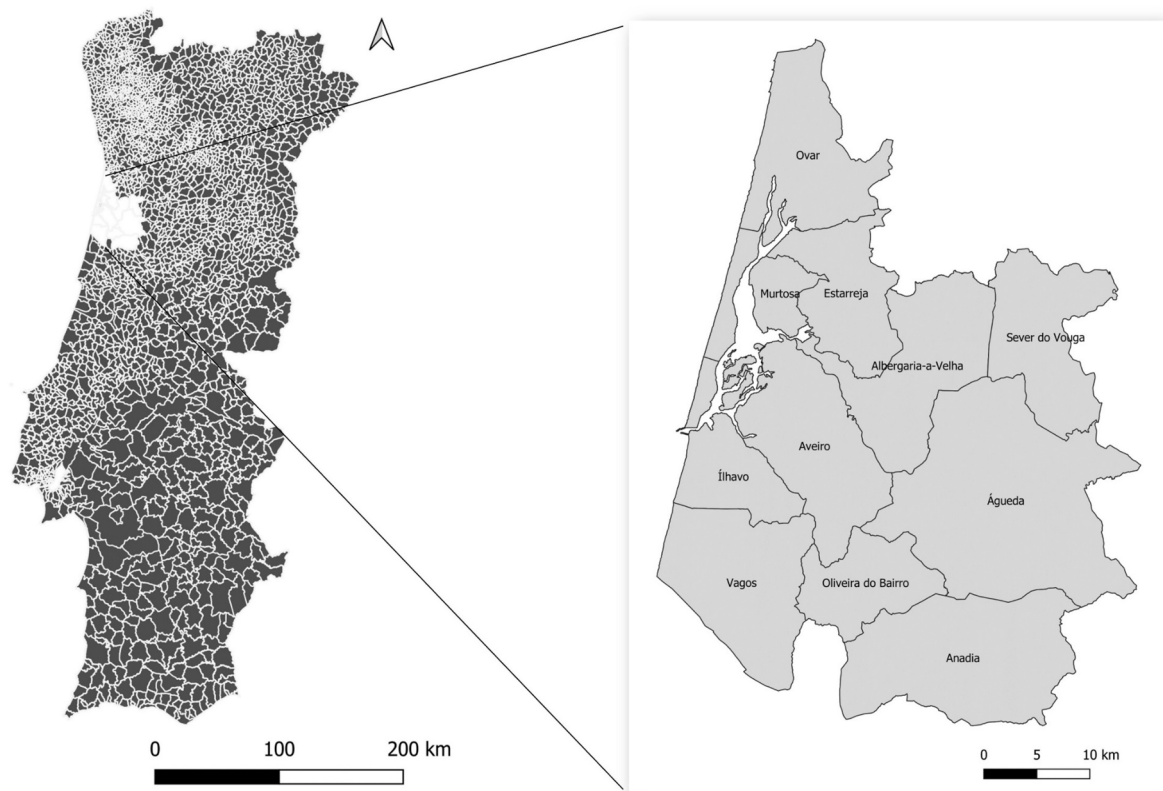 Ovar
Murtosa
Estarreja
Sever do Vouga
Albergaria-a-Velha
Aveiro
Ílhavo
Águeda
Vagos
Oliveira do Bairro
Anadia
0 100 200 km
0 5 10 km